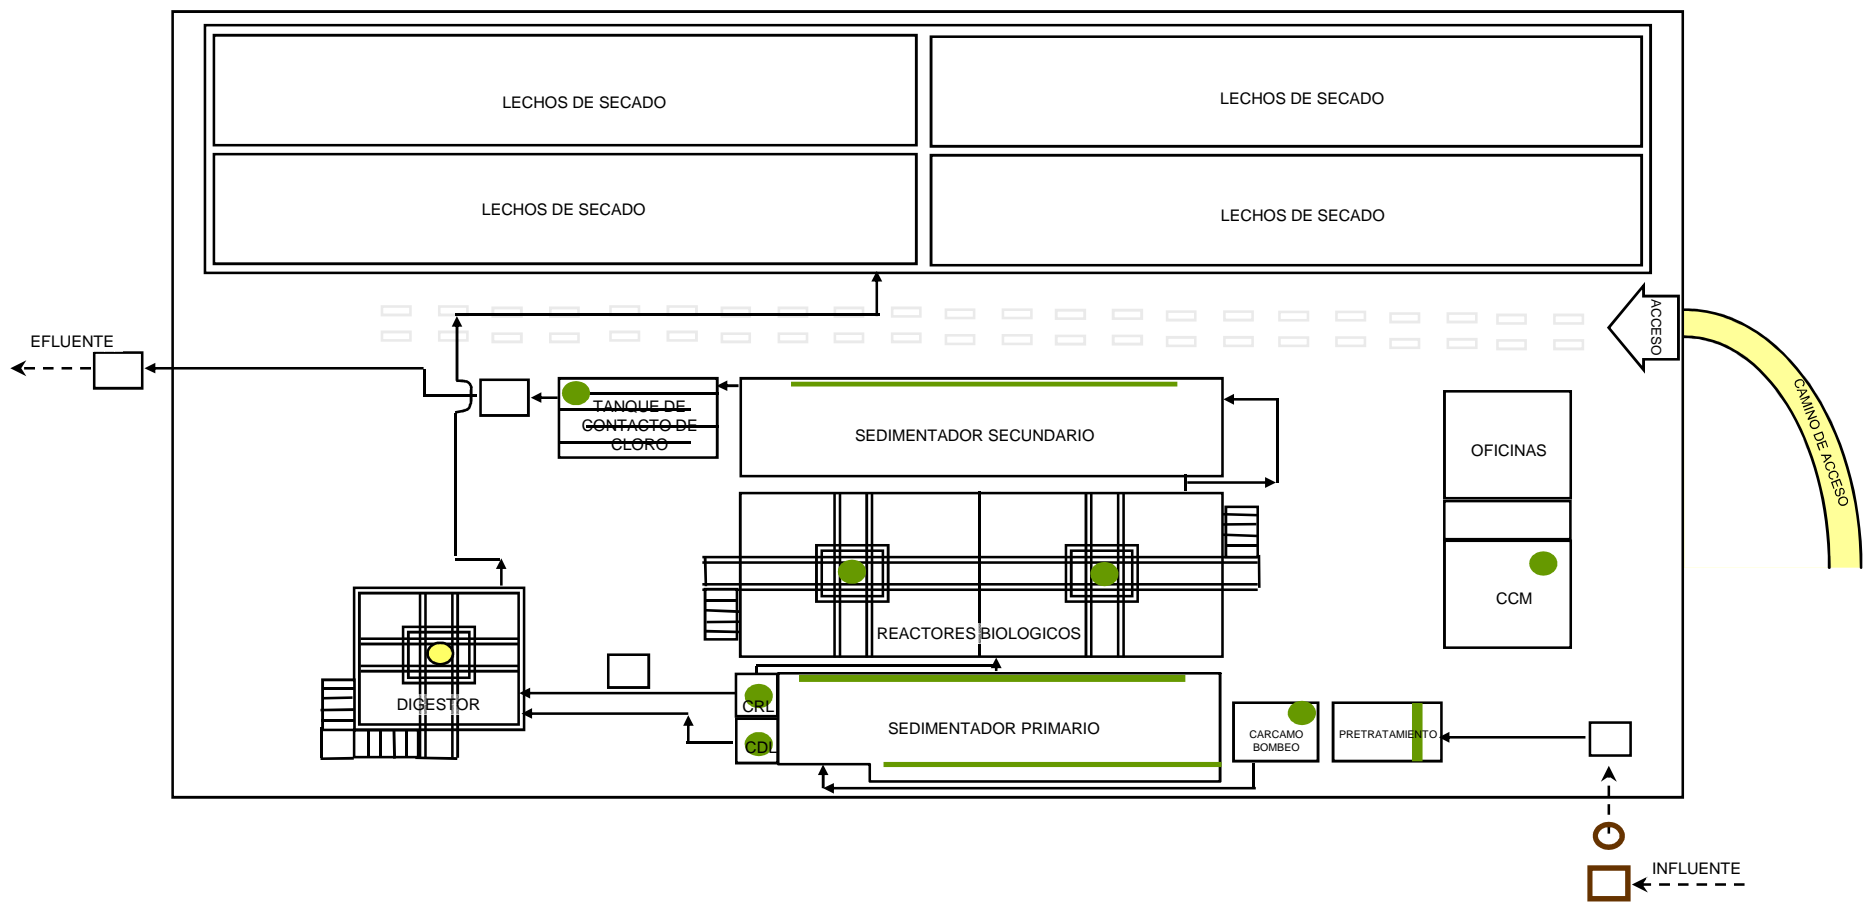 LECHOS DE SECADO
LECHOS DE SECADO
LECHOS DE SECADO
LECHOS DE SECADO
ACCESO
CAMINO DE ACCESO
EFLUENTE
TANQUE DE
CONTACTO DE
CLORO
SEDIMENTADOR SECUNDARIO
OFICINAS
CCM
REACTORES BIOLOGICOS
DIGESTOR
CRL
CDL
SEDIMENTADOR PRIMARIO
CARCAMO
BOMBEO
PRETRATAMIENTO
INFLUENTE